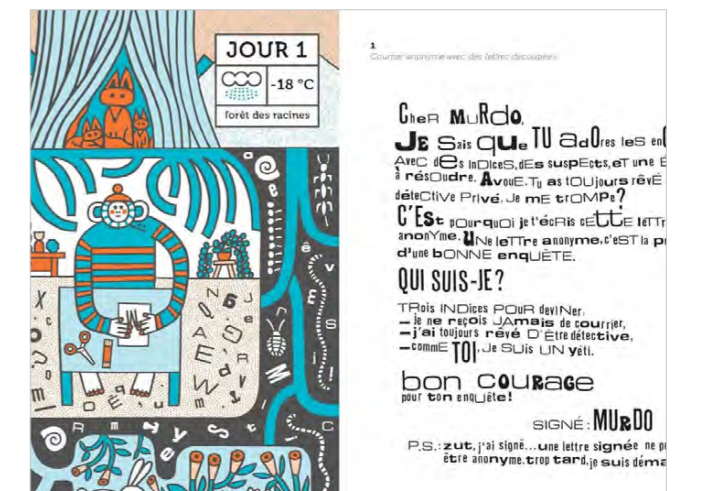 JOUR 1
-18 °C
forêt des racines
1
Courrier anonyme avec des lettres découpées
CheR MuRdo,
JE Sais QUe TU adOres leS
AveC dEs InDIceS, dEs suspEcts, eT une
à résOudre. AvouE. Tu as tOUjours rêvÉ
déteCtive Privé. Je mE trOMPe?
C'ESt pOurquOi je t'écRis cETTE leTTr
anonYme. UNe leTTre anonyme, c'eST la
d'une bONNE enqUÊTE.
QUI SUIS-JE?
TRois INDices POuR deviNer:
– je ne reçois JAmais de courrier,
– j'ai toujours rêvé D'Être détective,
– commE TOI, Je SUis UN yéti.
bon COURAGE
pour ton enqUête!
SIGNÉ: MURDO
P.S.: zut, j'ai signé... une lettre signée ne
être anonyme. trop tard, je suis